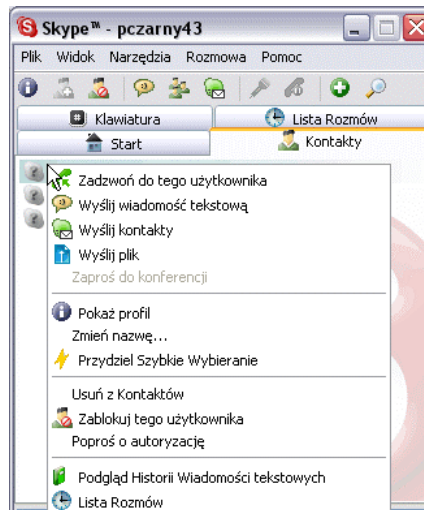 Skype™ - pczarny43
Plik Widok Narzędzia Rozmowa Pomoc
Klawiatura Lista Rozmów
Start Kontakty
Zadzwoń do tego użytkownika
Wyślij wiadomość tekstową
Wyślij kontakty
Wyślij plik
Zaproś do konferencji
Pokaż profil
Zmień nazwę...
Przydziel Szybkie Wybieranie
Usuń z Kontaktów
Zablokuj tego użytkownika
Poproś o autoryzację
Podgląd Historii Wiadomości tekstowych
Lista Rozmów